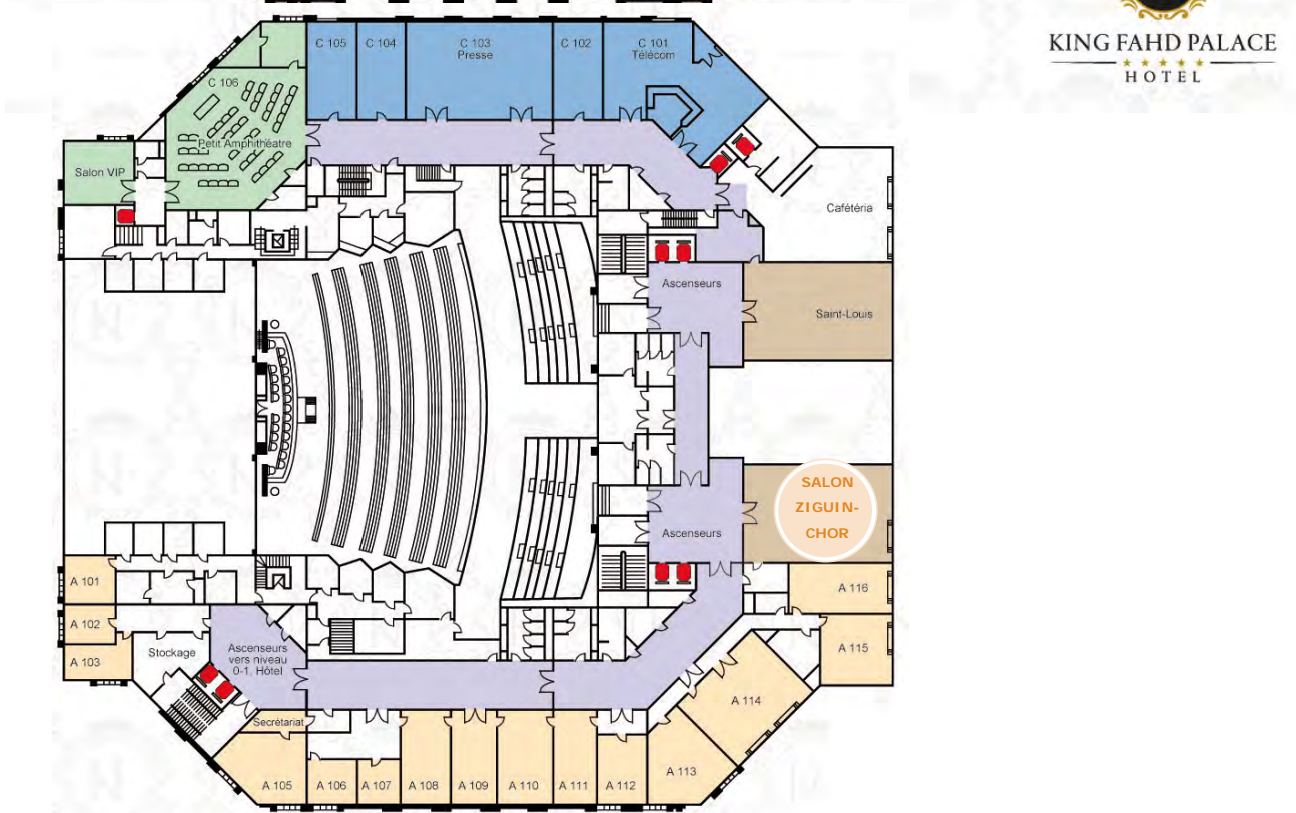 KING FAHD PALACE
HOTEL
C 105
C 104
C 103
Presse
C 102
C 101
Télécom
C 106
Petit Amphithéatre
Salon VIP
Cafétéria
Ascenseurs
Saint-Louis
SALON
ZIGUIN-
CHOR
Ascenseurs
A 101
A 102
A 103
Stockage
Ascenseurs
vers niveau
0-1, Hôtel
A 116
A 115
A 114
Secrétariat
A 105
A 106
A 107
A 108
A 109
A 110
A 111
A 112
A 113